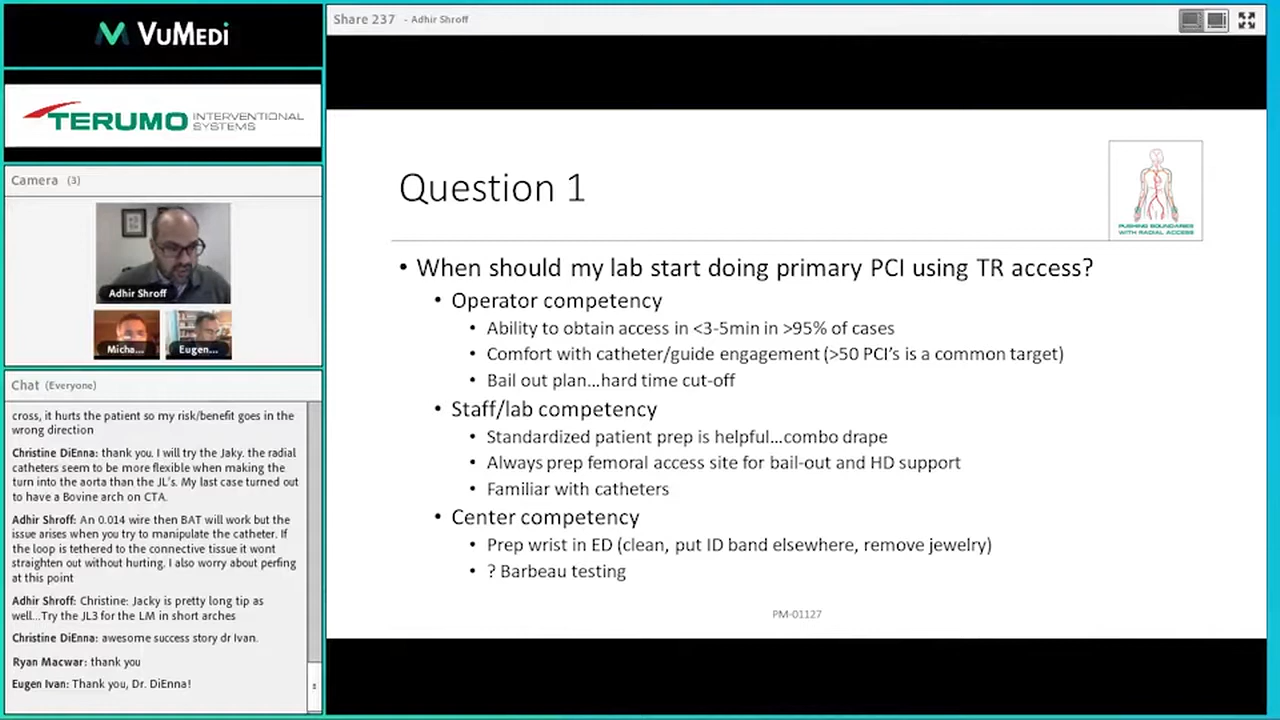 VUMEDI
TERUMO INTERVENTIONAL
SYSTEMS
Camera (3)
Adhir Shroff
Micha...
Eugen...
Chat (Everyone)
cross, it hurts the patient so my risk/benefit goes in the
wrong direction
Christine DiEnna: thank you. I will try the Jaky. the radial
catheters seem to be more flexible when making the
turn into the aorta than the JL's. My last case turned out
to have a Bovine arch on CTA.
Adhir Shroff: An 0.014 wire then BAT will work but the
issue arises when you try to manipulate the catheter. If
the loop is tethered to the connective tissue it wont
straighten out without hurting. I also worry about perfing
at this point
Adhir Shroff: Christine: Jacky is pretty long tip as
well...Try the JL3 for the LM in short arches
Christine DiEnna: awesome success story dr Ivan.
Ryan Macwar: thank you
Eugen Ivan: Thank you, Dr. DiEnna!
Share 237 - Adhir Shroff
Question 1
PUSHING BOUNDARIES
WITH RADIAL ACCESS
• When should my lab start doing primary PCI using TR access?
• Operator competency
• Ability to obtain access in <3-5min in >95% of cases
• Comfort with catheter/guide engagement (>50 PCI's is a common target)
• Bail out plan...hard time cut-off
• Staff/lab competency
• Standardized patient prep is helpful...combo drape
• Always prep femoral access site for bail-out and HD support
• Familiar with catheters
• Center competency
• Prep wrist in ED (clean, put ID band elsewhere, remove jewelry)
• ? Barbeau testing
PM-01127